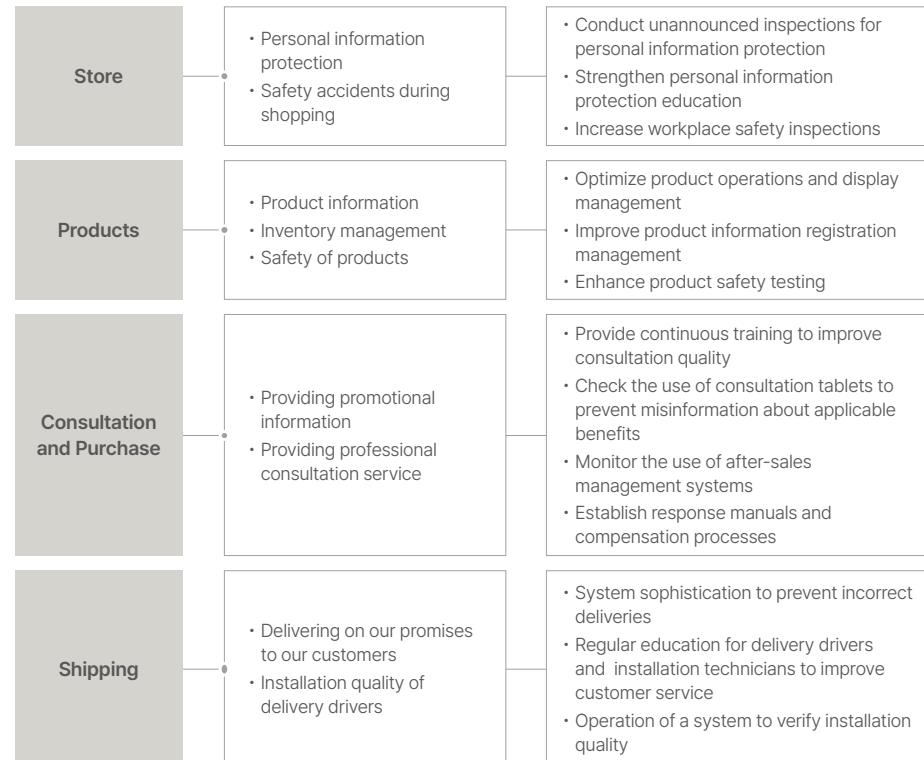 Store
• Personal information
protection
• Safety accidents during
shopping
• Conduct unannounced inspections for
personal information protection
• Strengthen personal information
protection education
• Increase workplace safety inspections
Products
• Product information
• Inventory management
• Safety of products
• Optimize product operations and display
management
• Improve product information registration
management
• Enhance product safety testing
Consultation
and Purchase
• Providing promotional
information
• Providing professional
consultation service
• Provide continuous training to improve
consultation quality
• Check the use of consultation tablets to
prevent misinformation about applicable
benefits
• Monitor the use of after-sales
management systems
• Establish response manuals and
compensation processes
Shipping
• Delivering on our promises
to our customers
• Installation quality of
delivery drivers
• System sophistication to prevent incorrect
deliveries
• Regular education for delivery drivers
and  installation technicians to improve
customer service
• Operation of a system to verify installation
quality